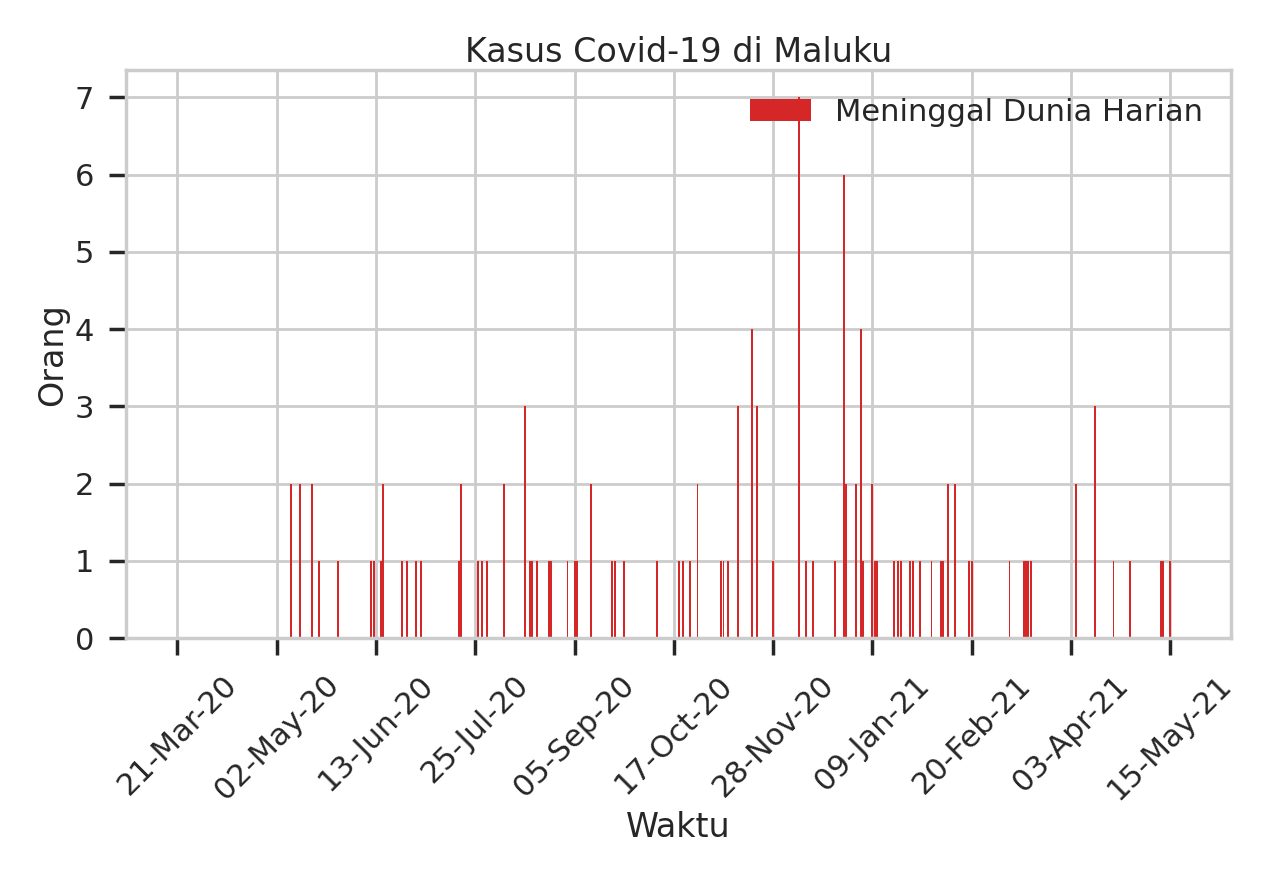 Kasus Covid-19 di Maluku
Meninggal Dunia Harian
Orang
7
6
5
4
3
2
1
0
21-Mar-20
02-May-20
13-Jun-20
25-Jul-20
05-Sep-20
17-Oct-20
28-Nov-20
09-Jan-21
20-Feb-21
03-Apr-21
15-May-21
Waktu